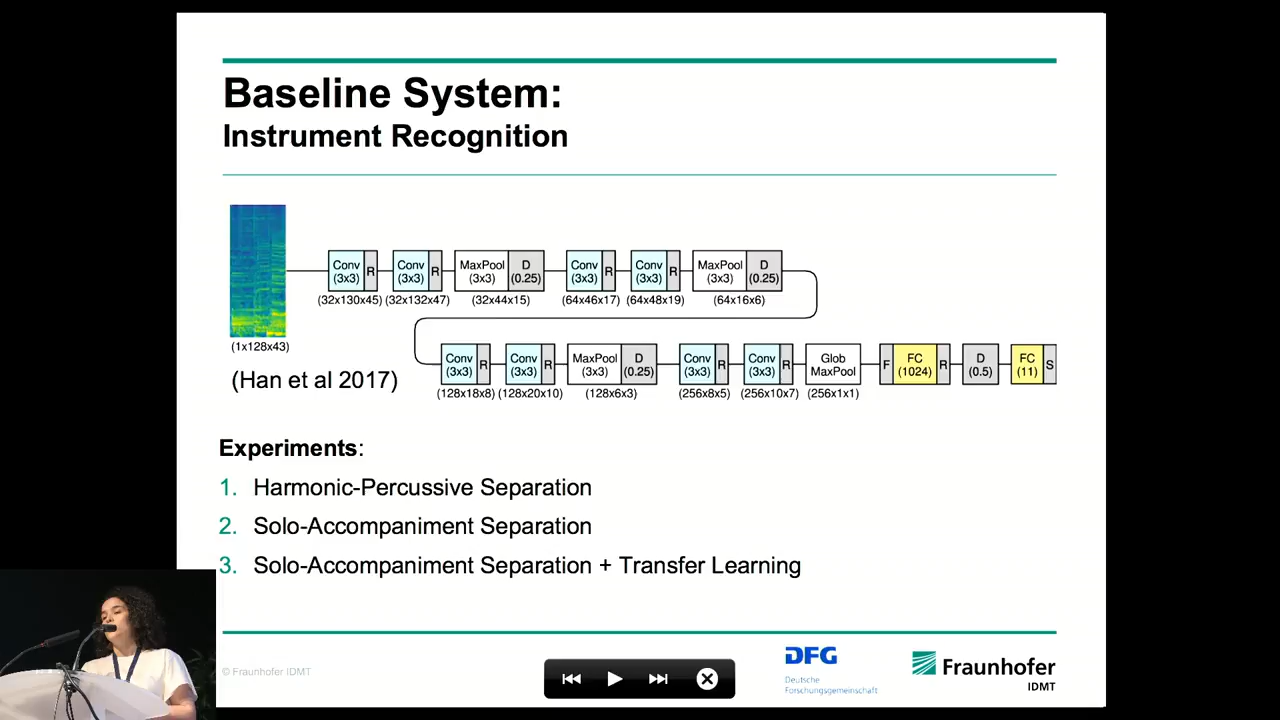 Baseline System:
Instrument Recognition
Conv R Conv R MaxPool D Conv R Conv R MaxPool D
(3x3) (3x3) (3x3) (0.25) (3x3) (3x3) (3x3) (0.25)
(32x130x45) (32x132x47) (32x44x15) (64x46x17) (64x48x19) (64x16x6)
(1x128x43)
Conv R Conv R MaxPool D Conv R Conv R Glob F FC R D FC S
(3x3) (3x3) (3x3) (0.25) (3x3) (3x3) MaxPool (1024) (0.5) (11)
(128x18x8) (128x20x10) (128x6x3) (256x8x5) (256x10x7) (256x1x1)
(Han et al 2017)
Experiments:
1. Harmonic-Percussive Separation
2. Solo-Accompaniment Separation
3. Solo-Accompaniment Separation + Transfer Learning
© Fraunhofer IDMT
DFG
Deutsche
Forschungsgemeinschaft
Fraunhofer
IDMT